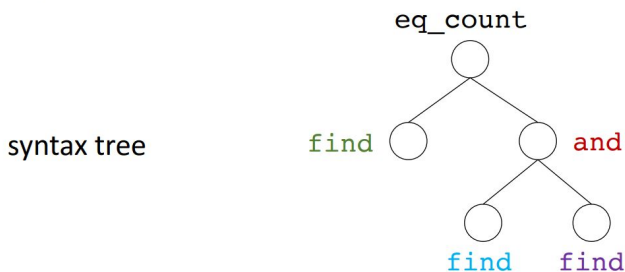 eq_count
syntax tree
find
and
find
find